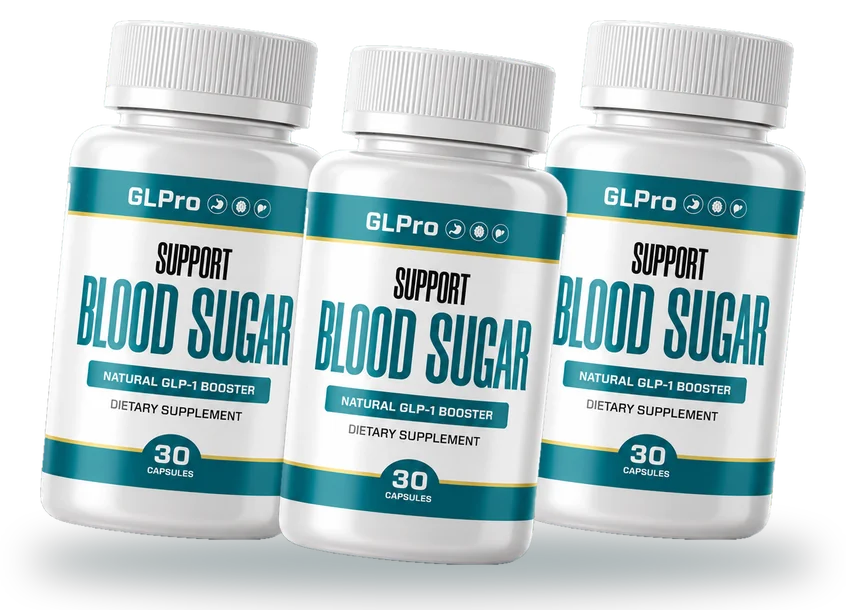 GLPro
SUPPORT
BLOOD SUGAR
NATURAL GLP-1 BOOSTER
DIETARY SUPPLEMENT
30
CAPSULES
GLPro
SUPPORT
BLOOD SUGAR
NATURAL GLP-1 BOOSTER
DIETARY SUPPLEMENT
30
CAPSULES
GLPro
SUPPORT
BLOOD SUGAR
NATURAL GLP-1 BOOSTER
DIETARY SUPPLEMENT
30
CAPSULES